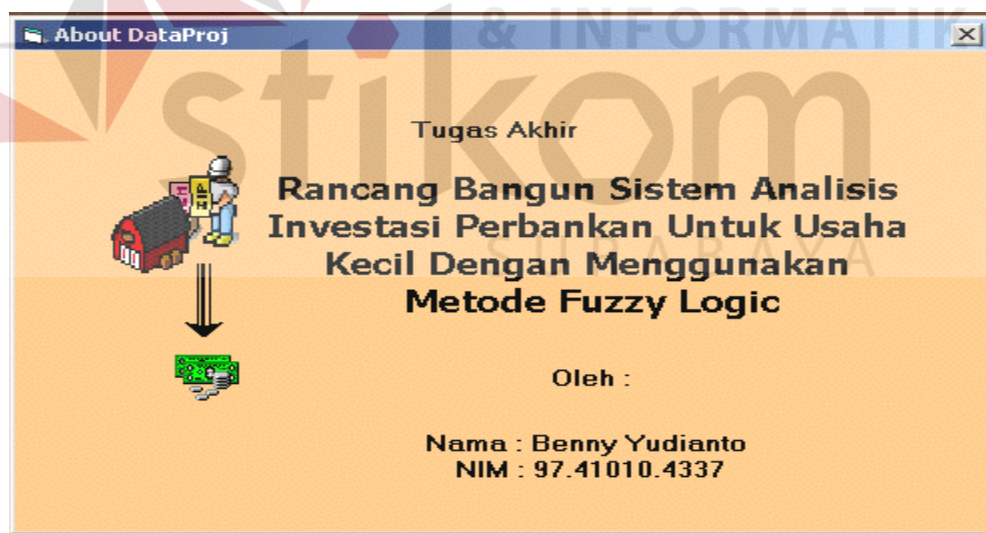 & INFORMATIK
About DataProj
stikom
Tugas Akhir
Rancang Bangun Sistem Analisis
Investasi Perbankan Untuk Usaha
Kecil Dengan Menggunakan
SURABAYA
Metode Fuzzy Logic
Oleh :
Nama : Benny Yudianto
NIM : 97.41010.4337